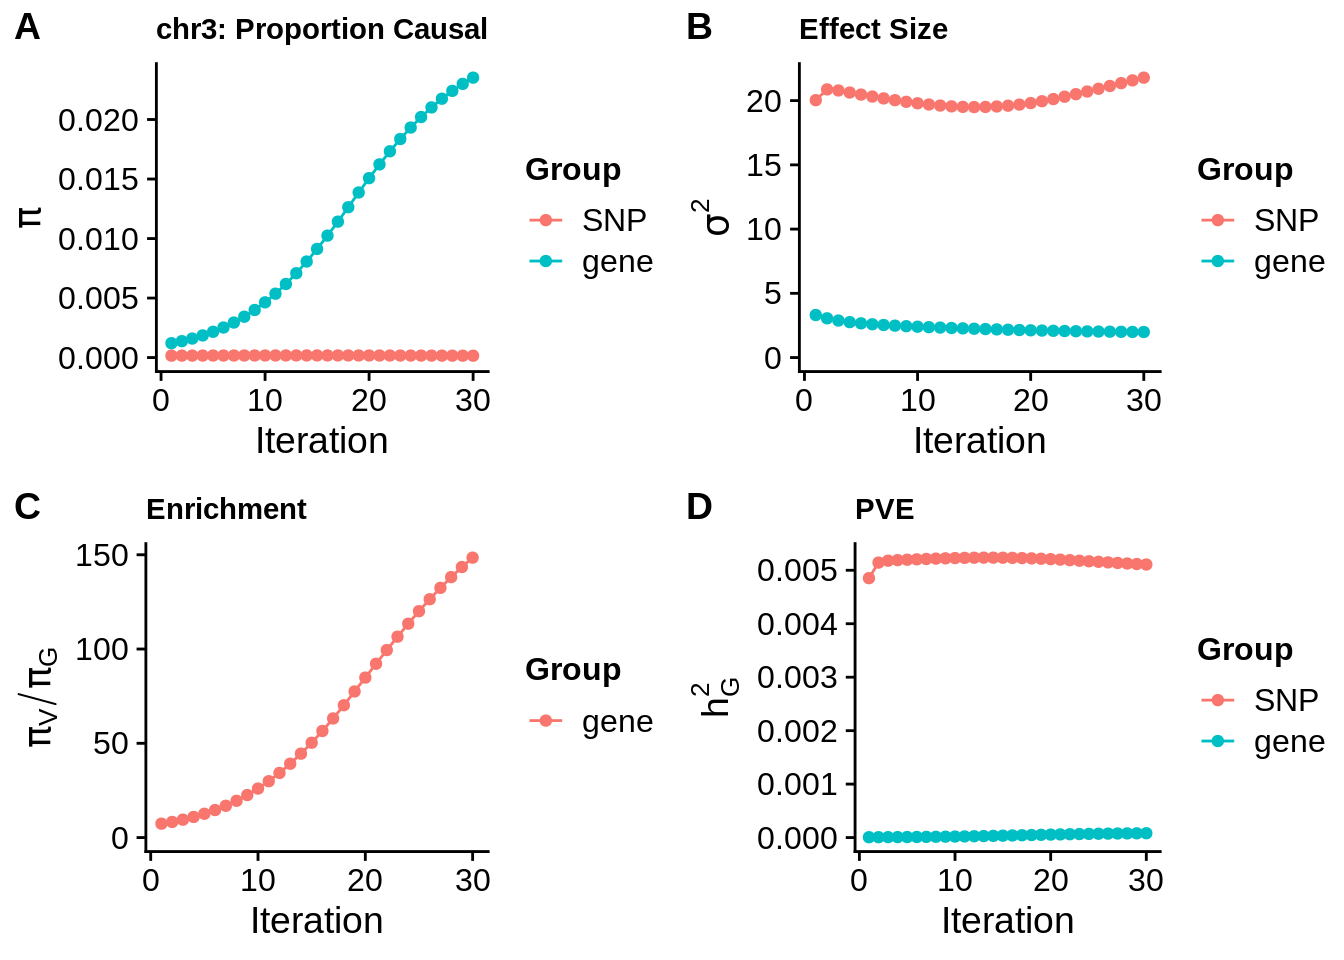 A
chr3: Proportion Causal
0.020
0.015
0.010
0.005
0.000
π
0 10 20 30
Iteration
Group
SNP
gene
B
Effect Size
20
15
10
5
0
σ²
0 10 20 30
Iteration
Group
SNP
gene
C
Enrichment
150
100
50
0
πV/πG
0 10 20 30
Iteration
Group
gene
D
PVE
0.005
0.004
0.003
0.002
0.001
0.000
h²G
0 10 20 30
Iteration
Group
SNP
gene